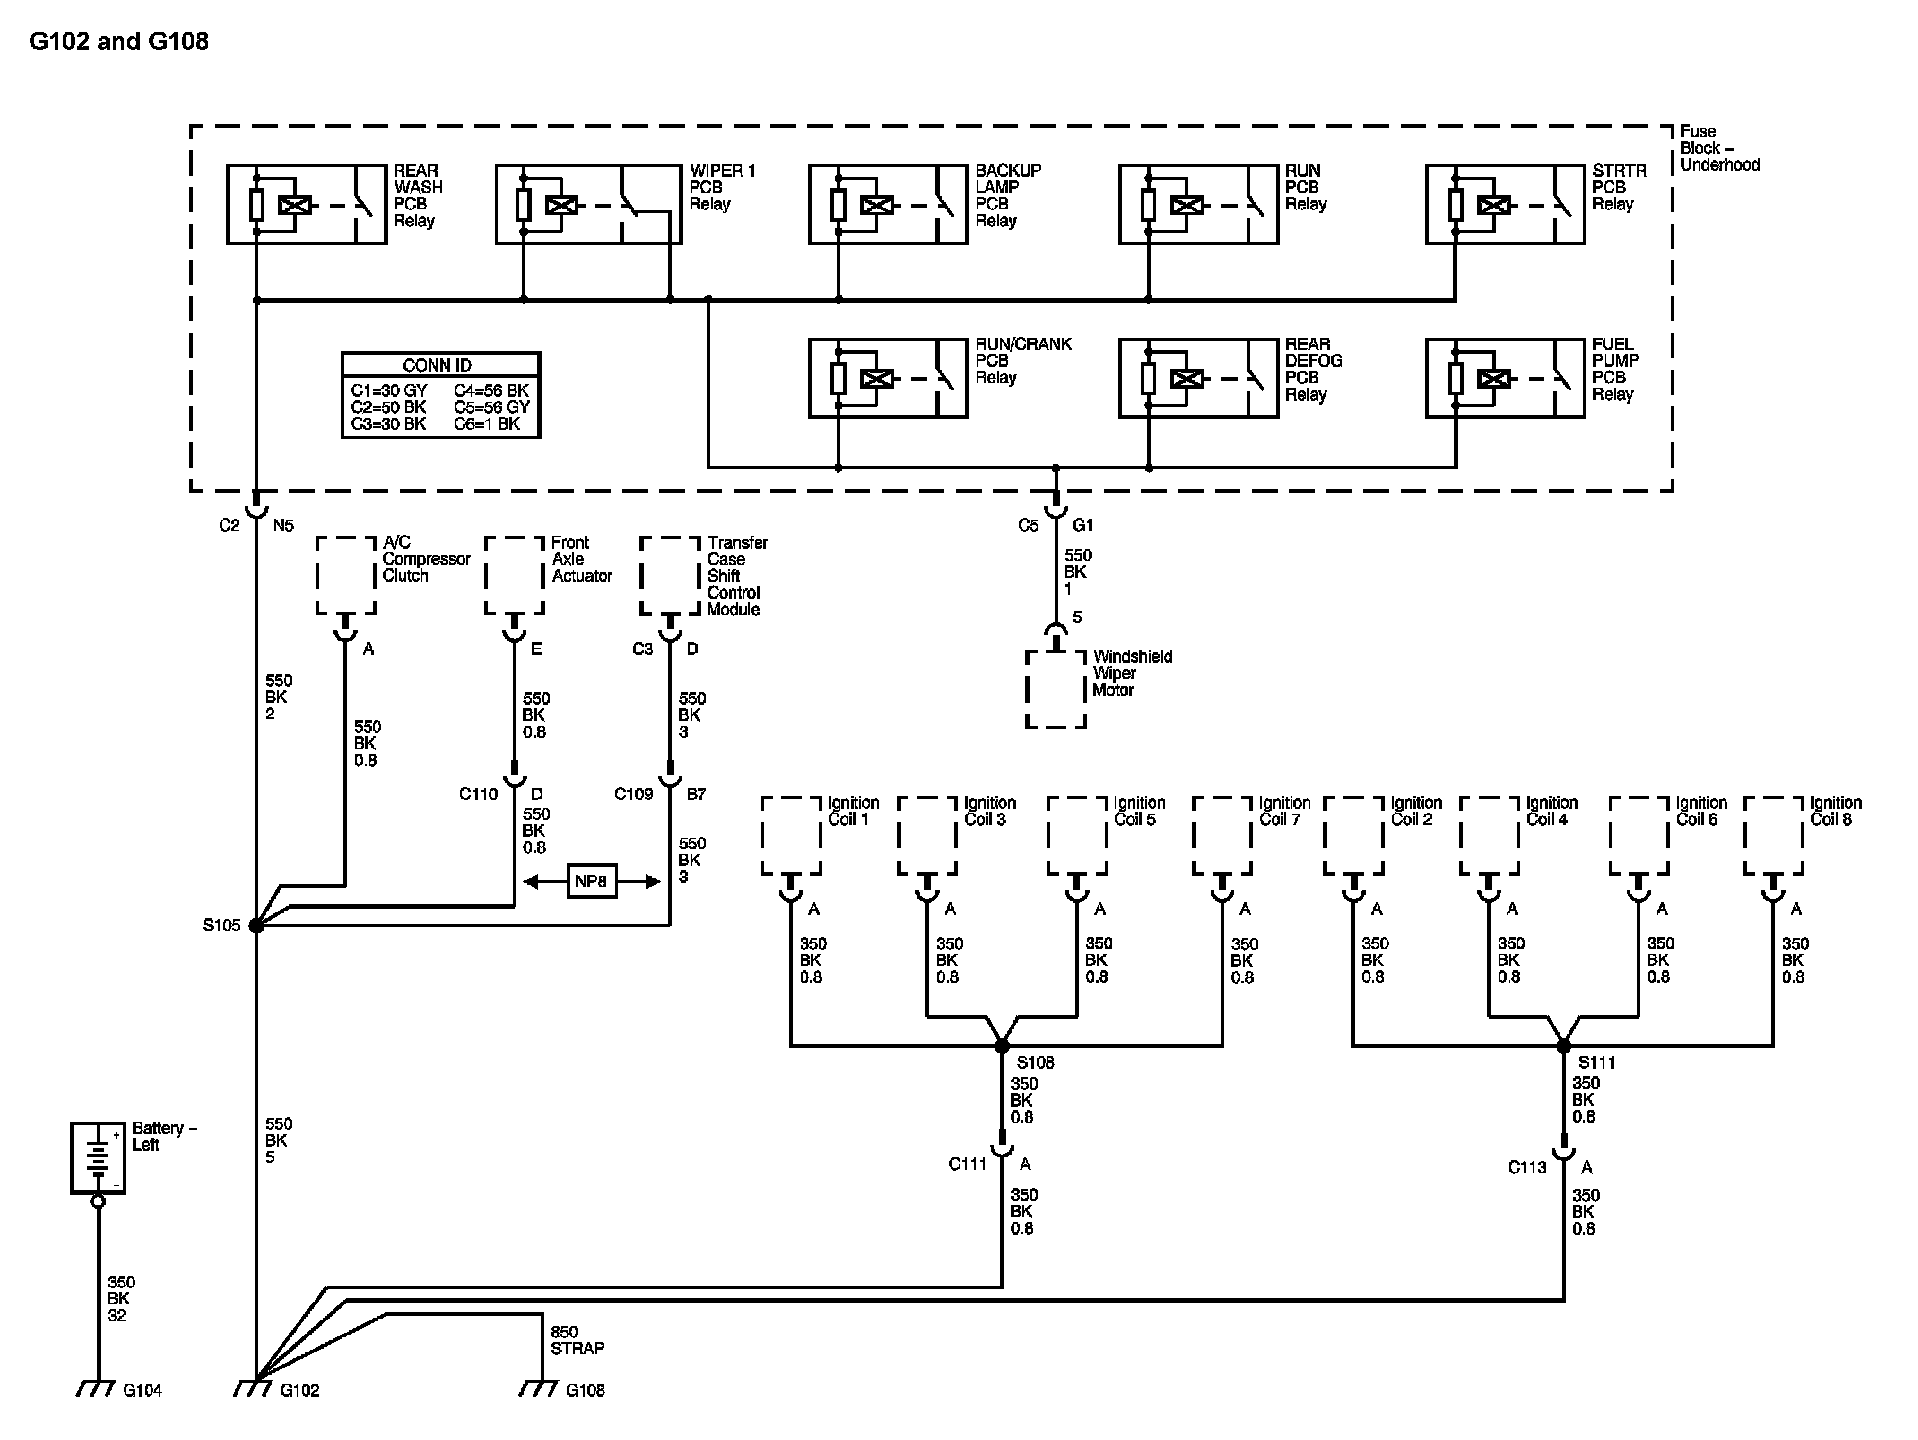 G102 and G108
Fuse
Block –
Underhood
REAR
WASH
PCB
Relay
WIPER 1
PCB
Relay
BACKUP
LAMP
PCB
Relay
RUN
PCB
Relay
STRTR
PCB
Relay
CONN ID
C1=30 GY C4=56 BK
C2=50 BK C5=56 GY
C3=30 BK C6=1 BK
RUN/CRANK
PCB
Relay
REAR
DEFOG
PCB
Relay
FUEL
PUMP
PCB
Relay
C2 N5
C5 G1
A/C
Compressor
Clutch
Front
Axle
Actuator
Transfer
Case
Shift
Control
Module
550
BK
1
5
A
E
C3 D
Windshield
Wiper
Motor
550
BK
2
550
BK
0.8
550
BK
0.8
550
BK
3
C110 D
C109 B7
550
BK
0.8
550
BK
3
NP8
S105
Ignition
Coil 1
Ignition
Coil 3
Ignition
Coil 5
Ignition
Coil 7
Ignition
Coil 2
Ignition
Coil 4
Ignition
Coil 6
Ignition
Coil 8
A
A
A
A
A
A
A
A
350
BK
0.8
350
BK
0.8
350
BK
0.8
350
BK
0.8
350
BK
0.8
350
BK
0.8
350
BK
0.8
350
BK
0.8
S108
S111
350
BK
0.8
350
BK
0.8
C111 A
C113 A
350
BK
0.8
350
BK
0.8
Battery –
Left
+
-
550
BK
5
350
BK
32
850
STRAP
G104
G102
G108